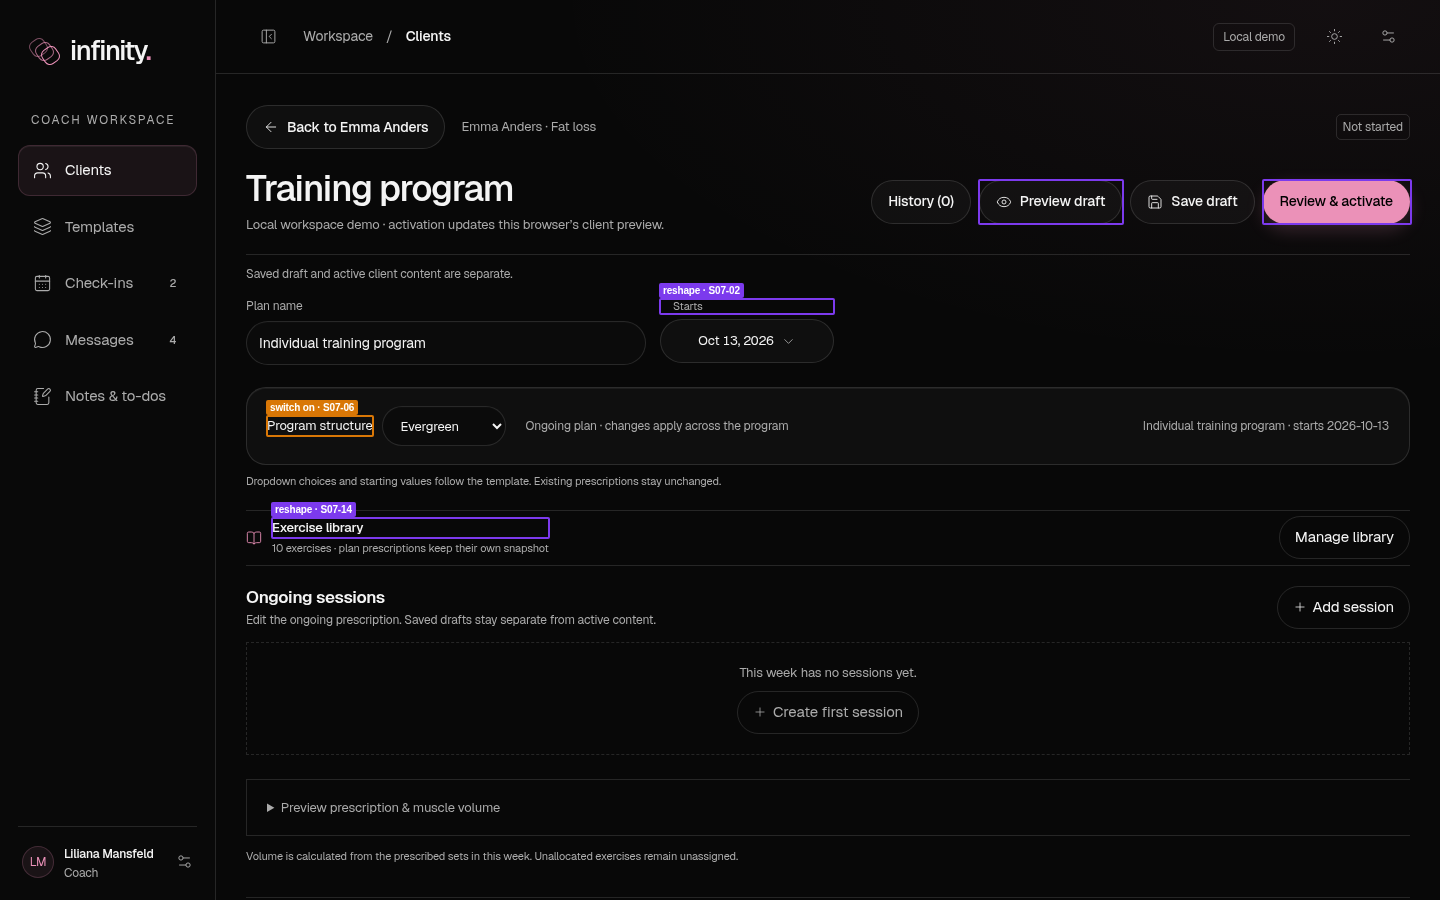 infinity.
Workspace / Clients
Local demo
COACH WORKSPACE
Clients
Templates
Check-ins 2
Messages 4
Notes & to-dos
Liliana Mansfeld
LM
Coach
Back to Emma Anders
Emma Anders · Fat loss
Not started
Training program
Local workspace demo · activation updates this browser's client preview.
History (0)
Preview draft
Save draft
Review & activate
Saved draft and active client content are separate.
Plan name
reshape · S07-02
Starts
Individual training program
Oct 13, 2026
switch on · S07-06
Program structure
Evergreen
Ongoing plan · changes apply across the program
Individual training program · starts 2026-10-13
Dropdown choices and starting values follow the template. Existing prescriptions stay unchanged.
reshape · S07-14
Exercise library
10 exercises · plan prescriptions keep their own snapshot
Manage library
Ongoing sessions
Edit the ongoing prescription. Saved drafts stay separate from active content.
Add session
This week has no sessions yet.
Create first session
Preview prescription & muscle volume
Volume is calculated from the prescribed sets in this week. Unallocated exercises remain unassigned.